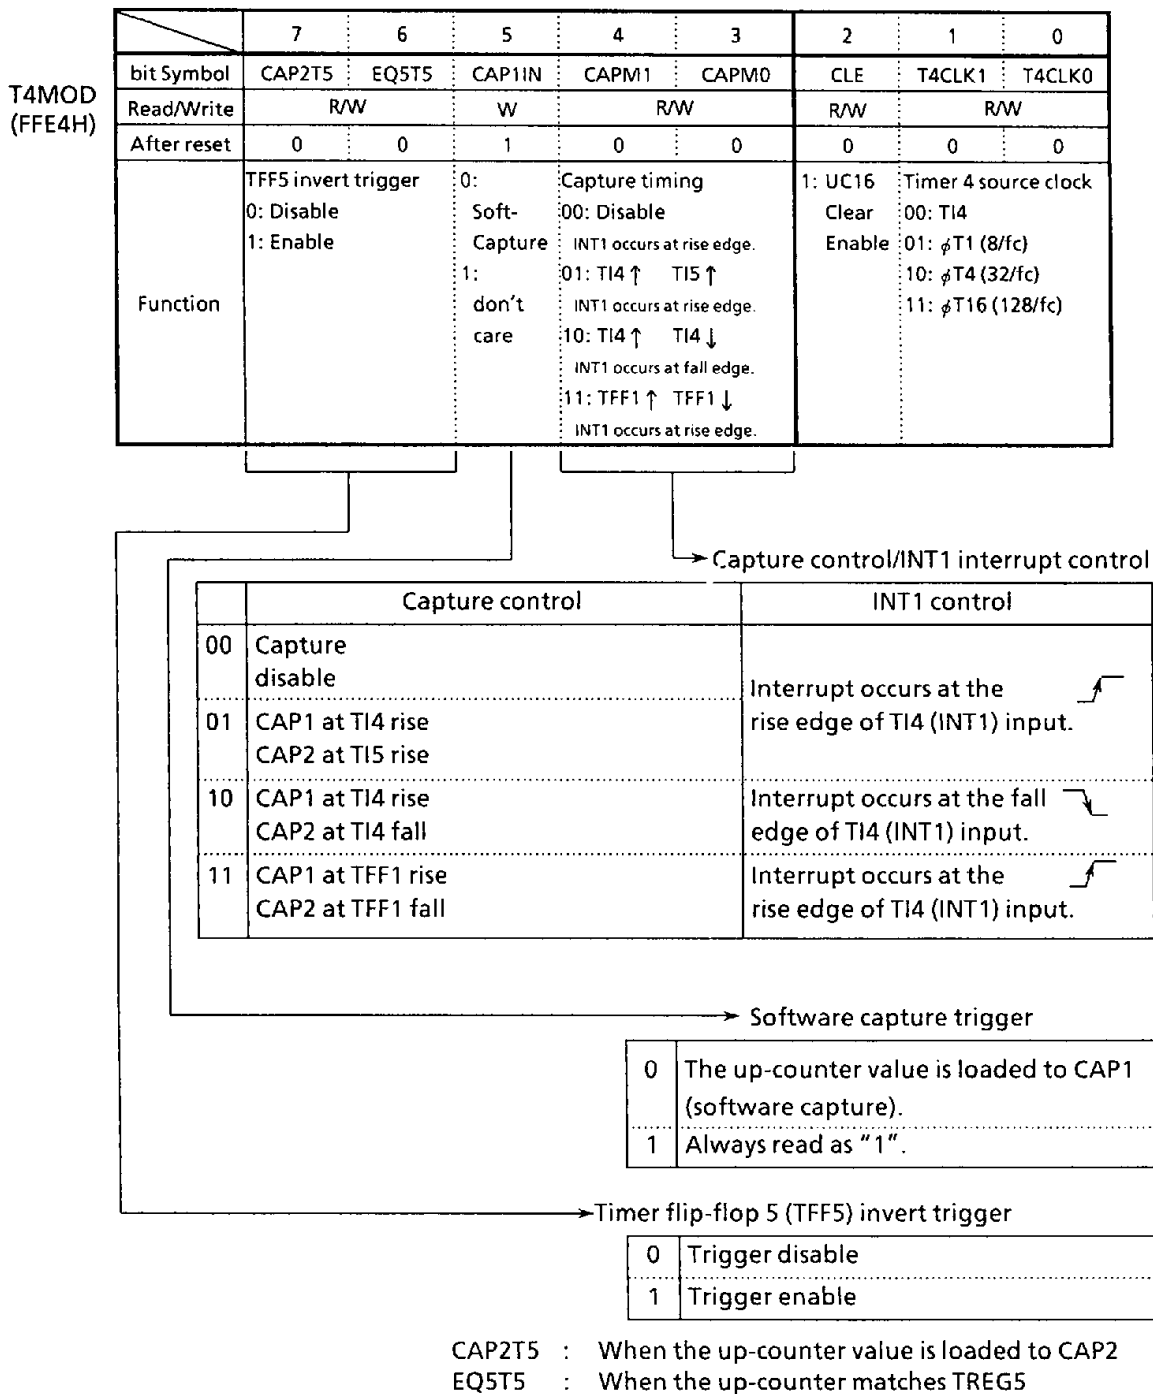 7 6 5 4 3 2 1 0
bit Symbol CAP2T5 EQ5T5 CAP1IN CAPM1 CAPM0 CLE T4CLK1 T4CLK0
T4MOD
(FFE4H)
Read/Write R/W W R/W R/W R/W
After reset 0 0 1 0 0 0 0 0
Function
TFF5 invert trigger
0: Disable
1: Enable
0:
Soft-
Capture
1:
don't
care
Capture timing
00: Disable
INT1 occurs at rise edge.
01: TI4 ↑ TI5 ↑
INT1 occurs at rise edge.
10: TI4 ↑ TI4 ↓
INT1 occurs at fall edge.
11: TFF1 ↑ TFF1 ↓
INT1 occurs at rise edge.
1: UC16
Clear
Enable
Timer 4 source clock
00: TI4
01: ϕT1 (8/fc)
10: ϕT4 (32/fc)
11: ϕT16 (128/fc)
Capture control/INT1 interrupt control
Capture control INT1 control
00 Capture
disable
01 CAP1 at TI4 rise
CAP2 at TI5 rise
Interrupt occurs at the
rise edge of TI4 (INT1) input.
10 CAP1 at TI4 rise
CAP2 at TI4 fall
Interrupt occurs at the fall
edge of TI4 (INT1) input.
11 CAP1 at TFF1 rise
CAP2 at TFF1 fall
Interrupt occurs at the
rise edge of TI4 (INT1) input.
Software capture trigger
0 The up-counter value is loaded to CAP1
(software capture).
1 Always read as "1".
Timer flip-flop 5 (TFF5) invert trigger
0 Trigger disable
1 Trigger enable
CAP2T5 : When the up-counter value is loaded to CAP2
EQ5T5 : When the up-counter matches TREG5